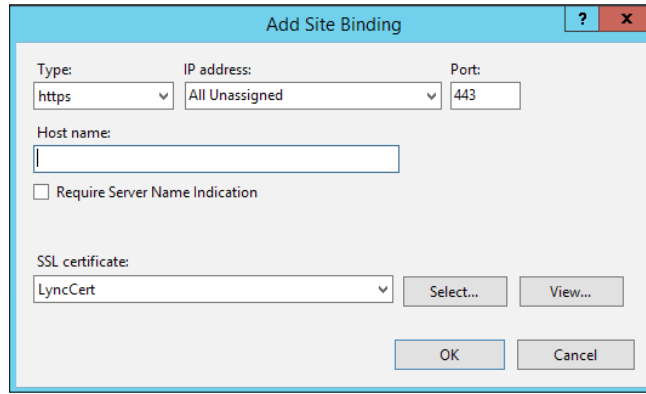 Add Site Binding
? x
Type: IP address: Port:
https All Unassigned 443
Host name:
Require Server Name Indication
SSL certificate:
LyncCert Select... View...
OK Cancel